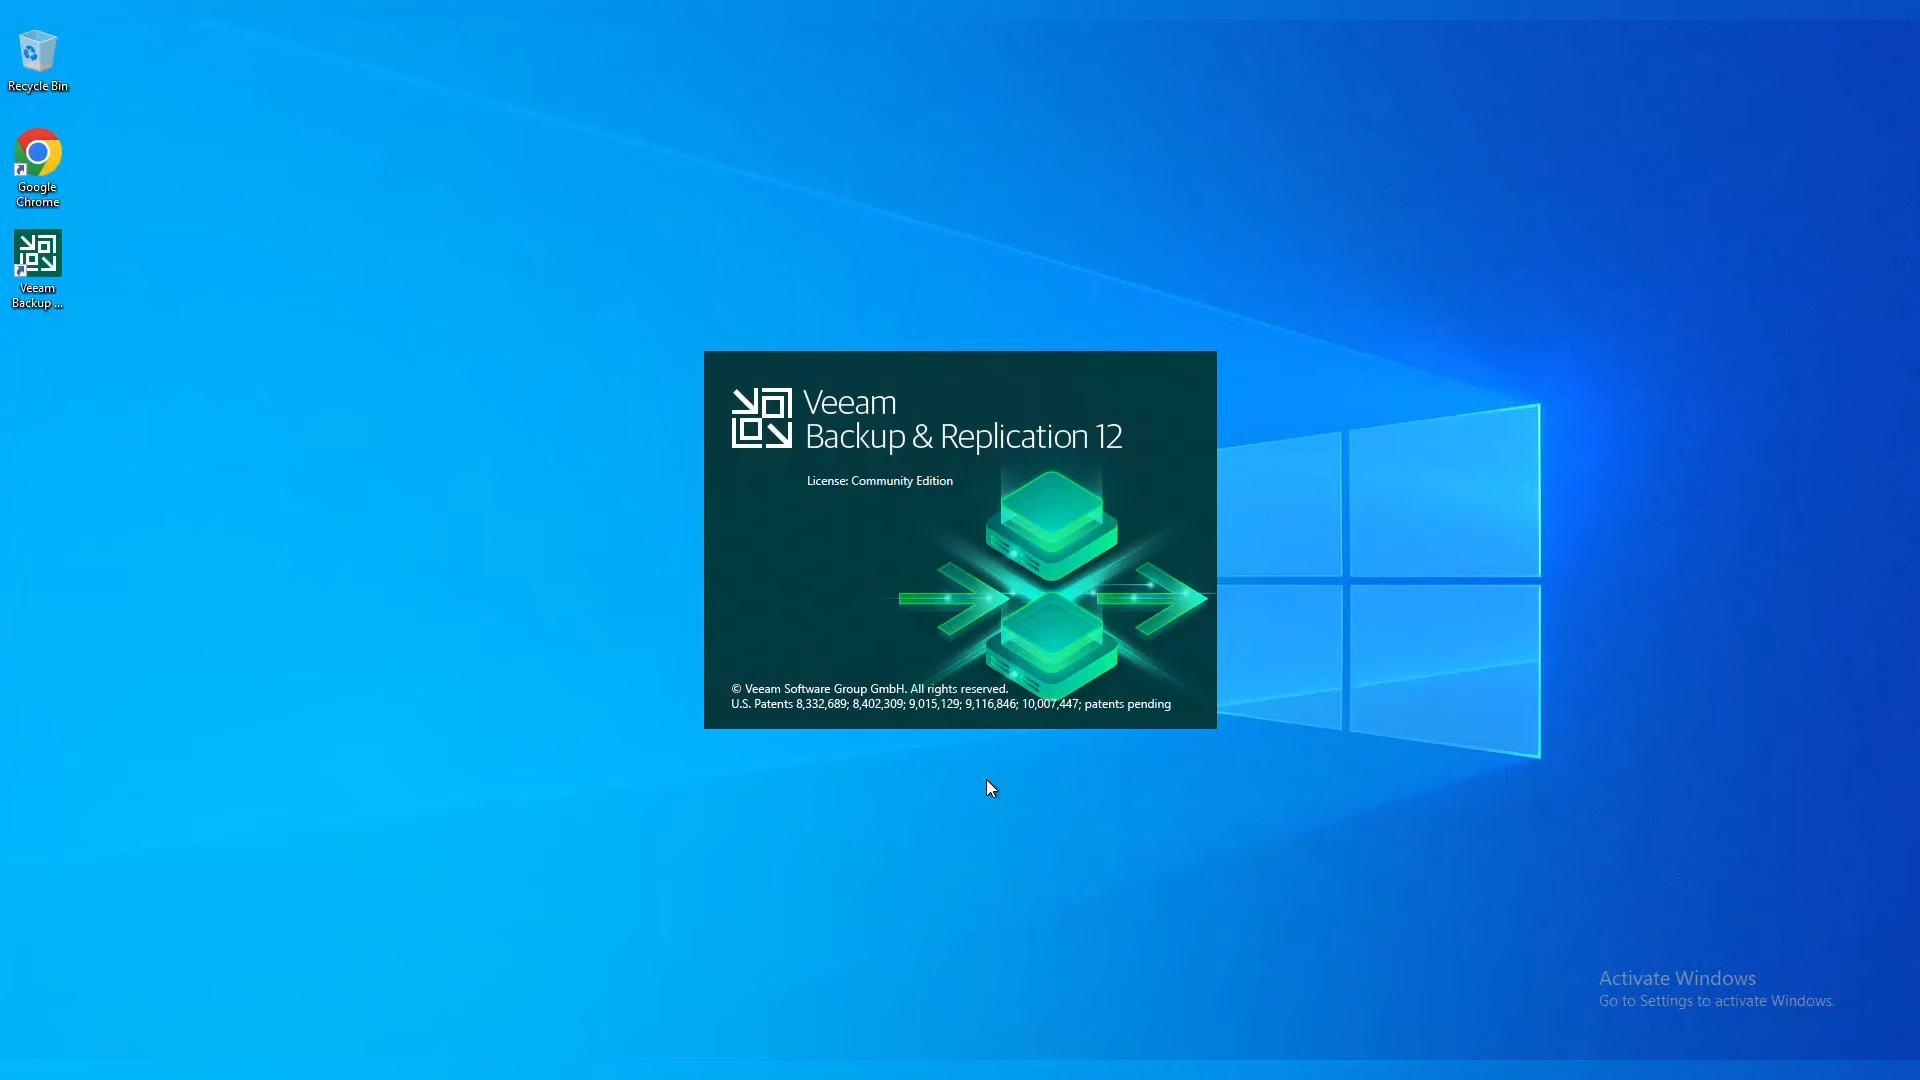 Recycle Bin
Google
Chrome
Veeam
Backup ...
Veeam
Backup & Replication 12
License: Community Edition
© Veeam Software Group GmbH. All rights reserved.
U.S. Patents 8,332,689; 8,402,309; 9,015,129; 9,116,846; 10,007,447; patents pending
Activate Windows
Go to Settings to activate Windows.